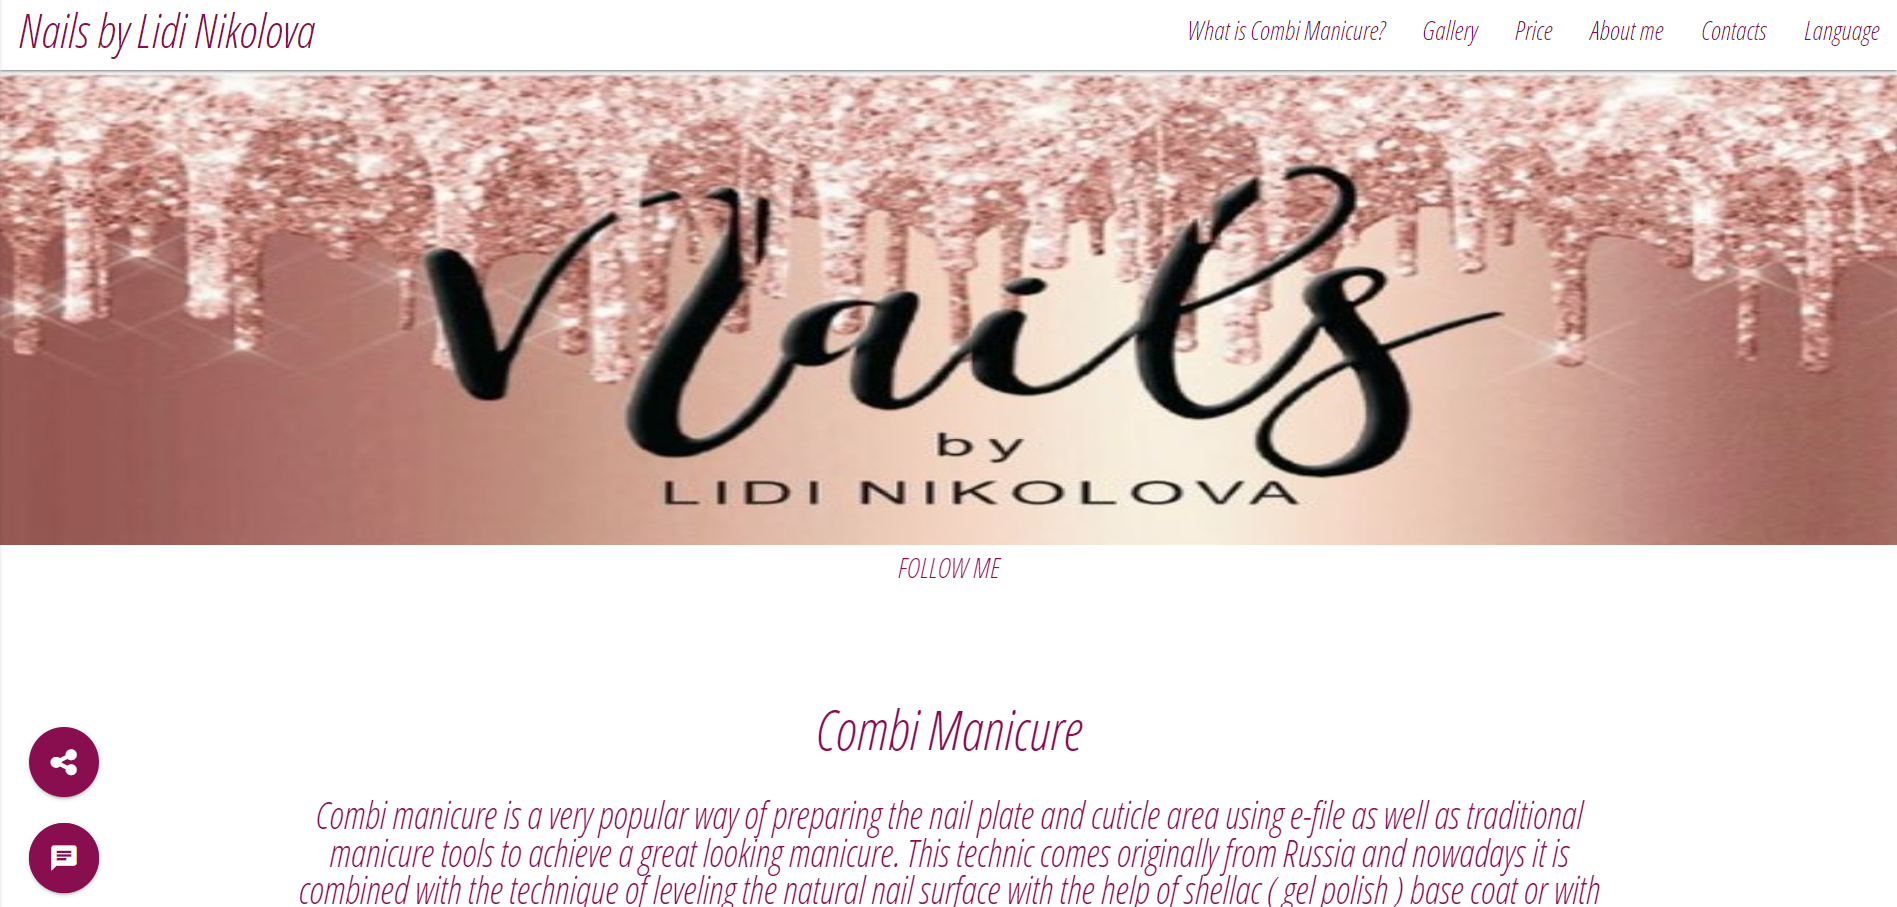 Nails by Lidi Nikolova
What is Combi Manicure? Gallery Price About me Contacts Language
Nails
by
LIDI NIKOLOVA
FOLLOW ME
Combi Manicure
Combi manicure is a very popular way of preparing the nail plate and cuticle area using e-file as well as traditional
manicure tools to achieve a great looking manicure. This technic comes originally from Russia and nowadays it is
combined with the technique of leveling the natural nail surface with the help of shellac ( gel polish ) base coat or with